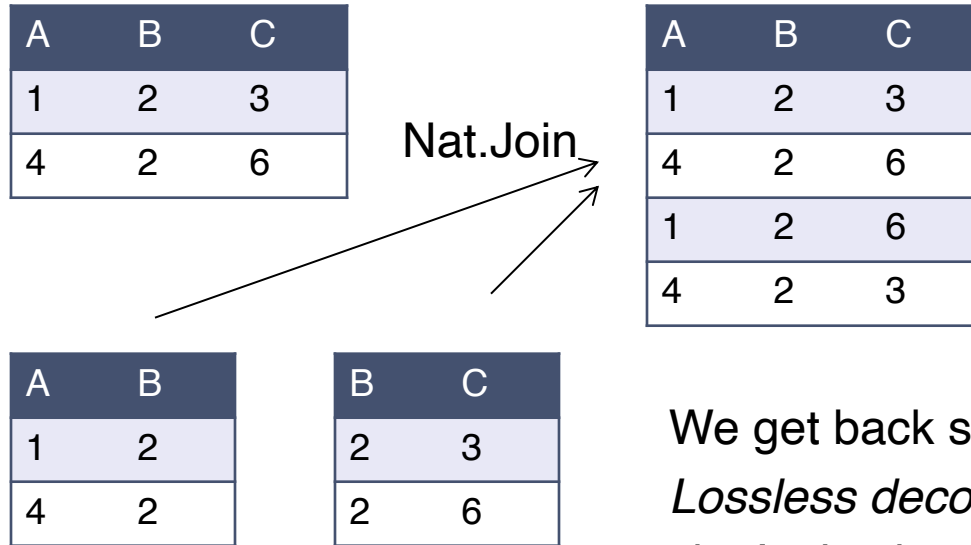 A B C
1 2 3
4 2 6
Nat.Join
A B C
1 2 3
4 2 6
1 2 6
4 2 3
A B
1 2
4 2
B C
2 3
2 6
We get back s
Lossless deco